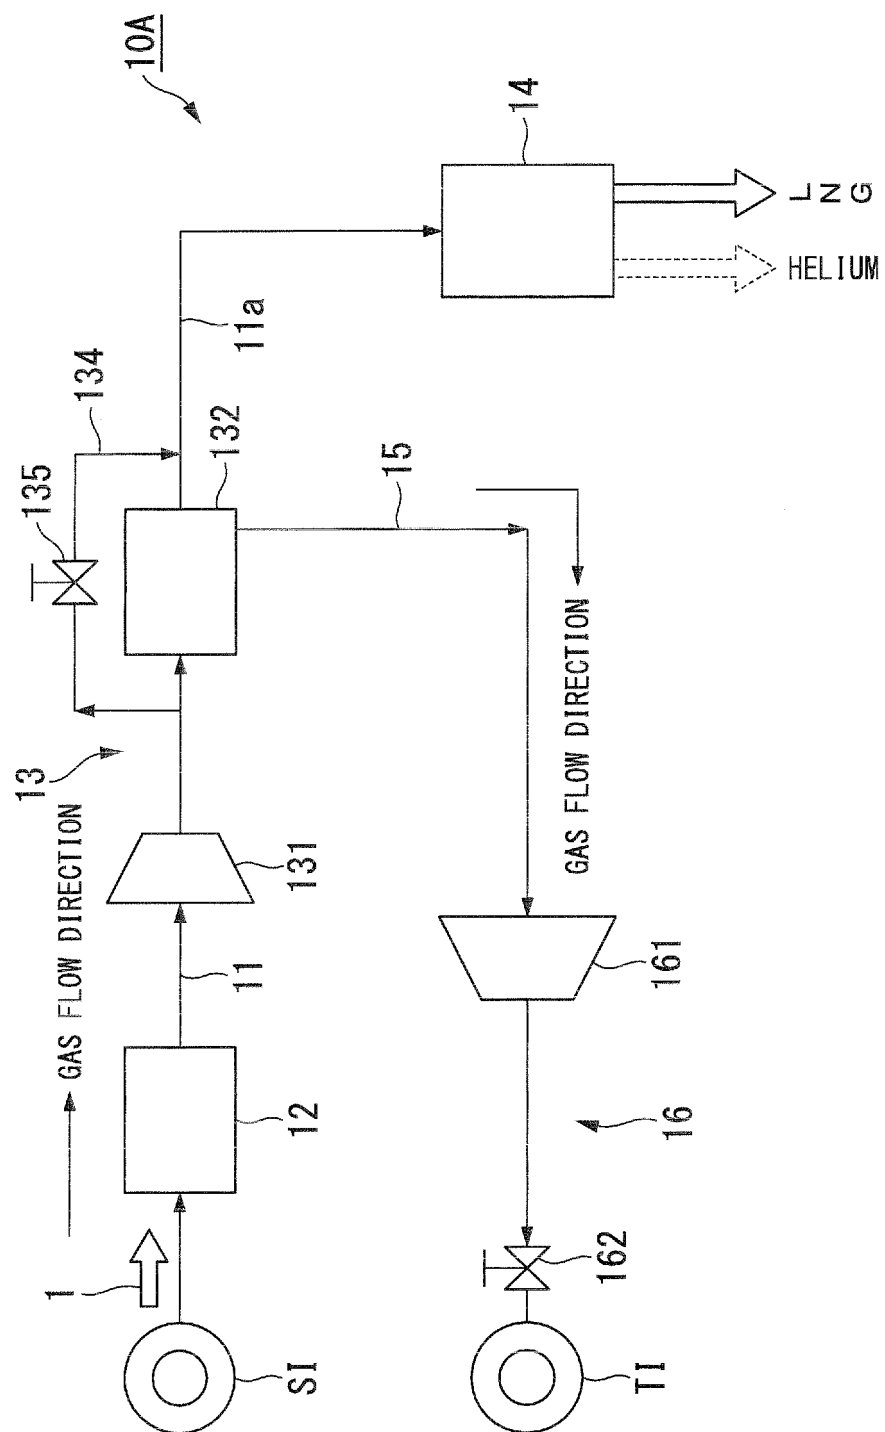 10A
GAS FLOW DIRECTION
13
135
134
1
SI
12
11
131
132
11a
14
15
GAS FLOW DIRECTION
TI
162
16
161
HELIUM
LNG